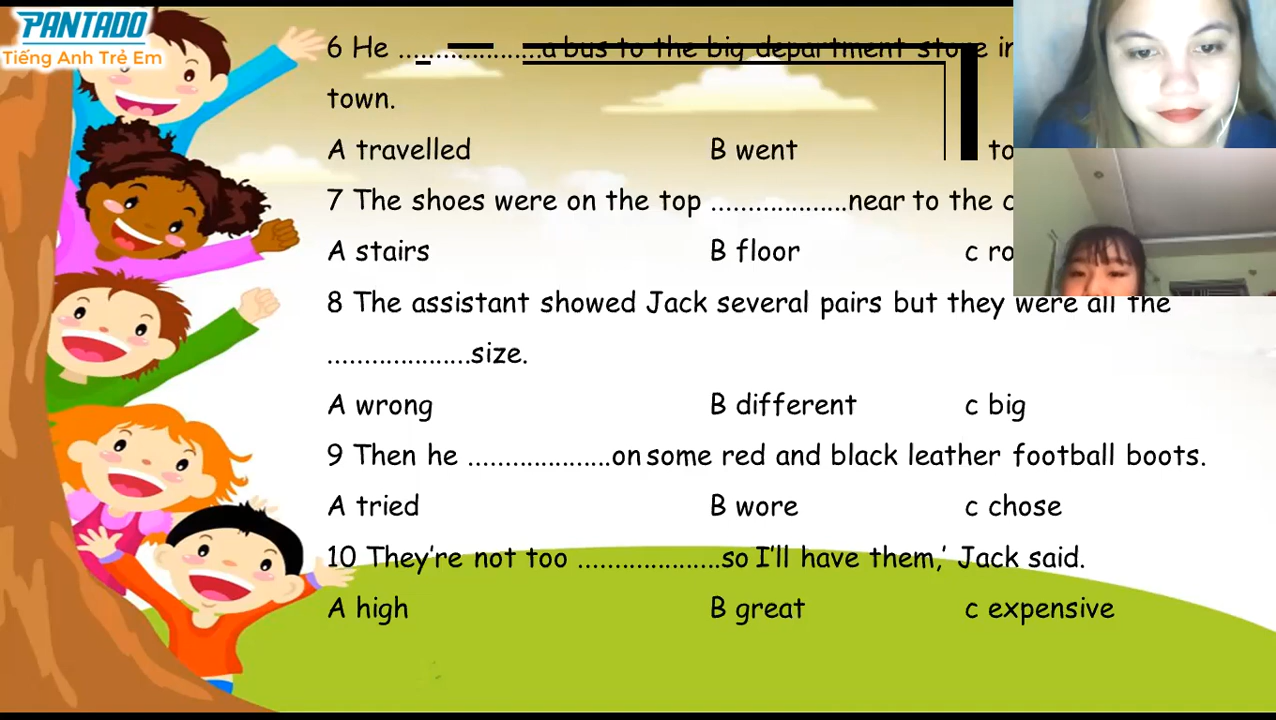 PANTADO
Tiếng Anh Trẻ Em
6 He ...................a bus to the big department store in
town.
A travelled B went
7 The shoes were on the top ..................near to the
A stairs B floor c
8 The assistant showed Jack several pairs but they were all the
...................size.
A wrong B different c big
9 Then he ...................on some red and black leather football boots.
A tried B wore c chose
10 They're not too ...................so I'll have them,' Jack said.
A high B great c expensive